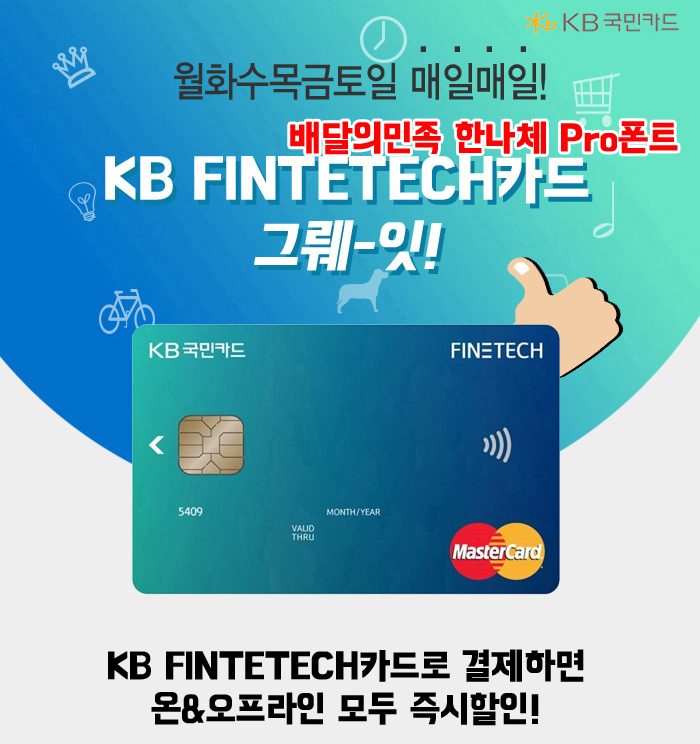 KB국민카드
월화수목금토일 매일매일!
배달의민족 한나체 Pro폰트
KB FINTETECH카드
그뤠-잇!
KB국민카드
FINETECH
5409
MONTH/YEAR
VALID
THRU
MasterCard
KB FINTETECH카드로 결제하면
온&오프라인 모두 즉시할인!